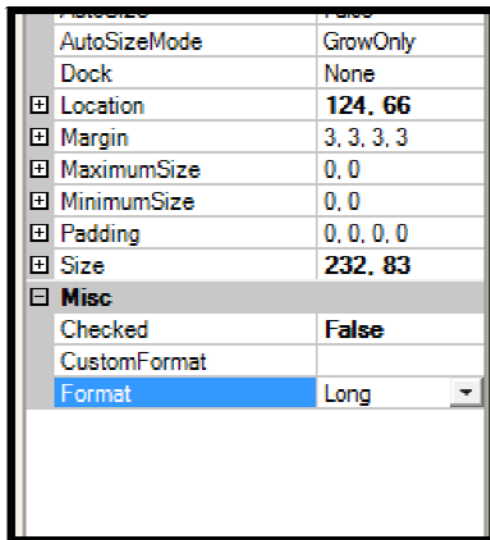 AutoSizeMode GrowOnly
Dock None
Location 124, 66
Margin 3, 3, 3, 3
MaximumSize 0, 0
MinimumSize 0, 0
Padding 0, 0, 0, 0
Size 232, 83
Misc
Checked False
CustomFormat
Format Long